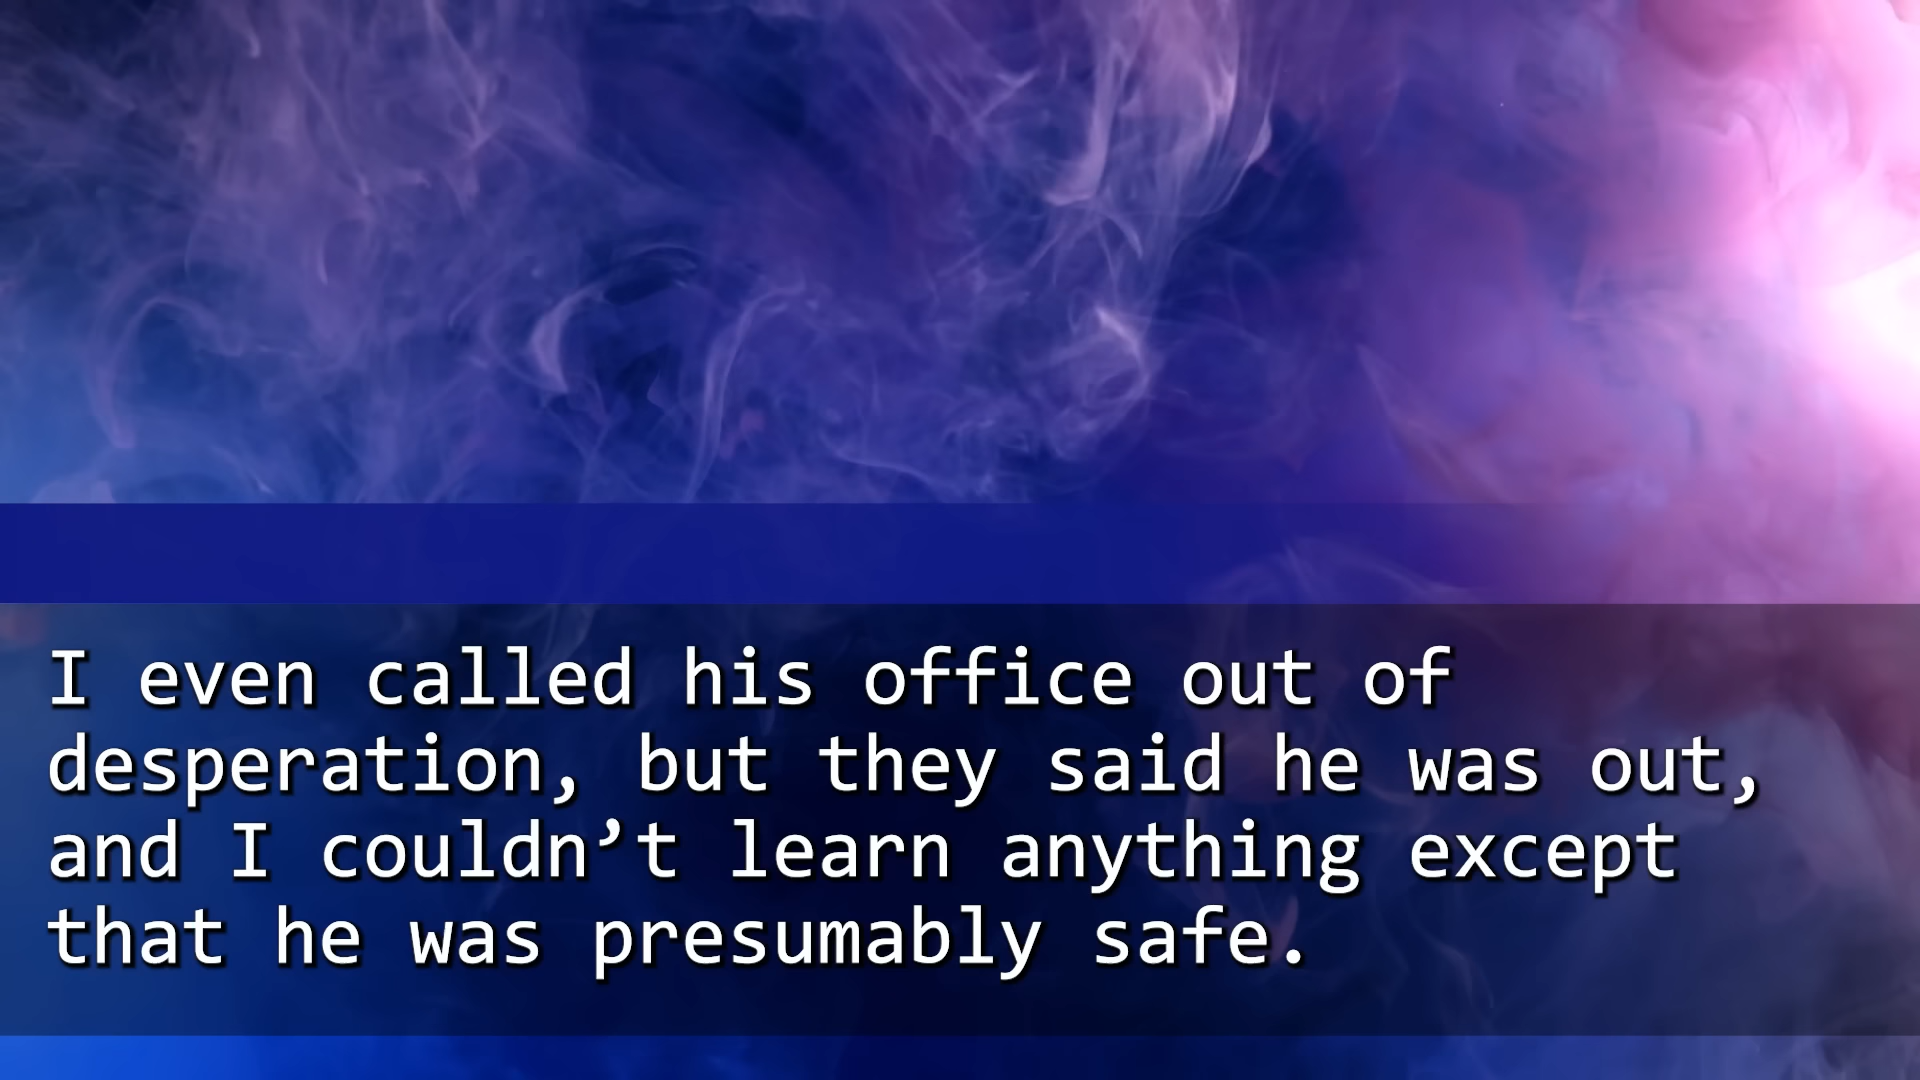 I even called his office out of
desperation, but they said he was out,
and I couldn’t learn anything except
that he was presumably safe.